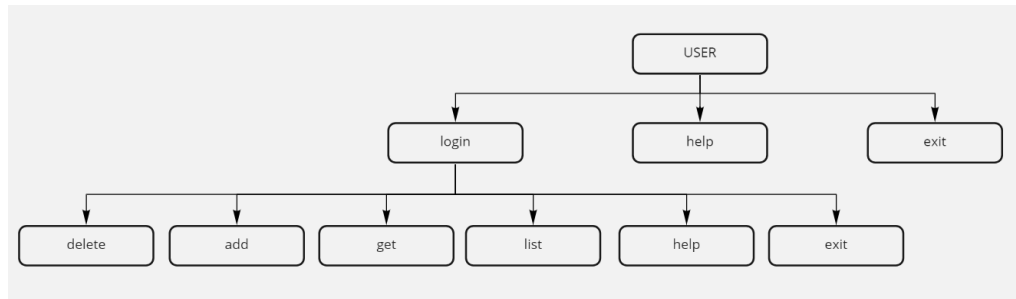 USER
login
help
exit
delete
add
get
list
help
exit